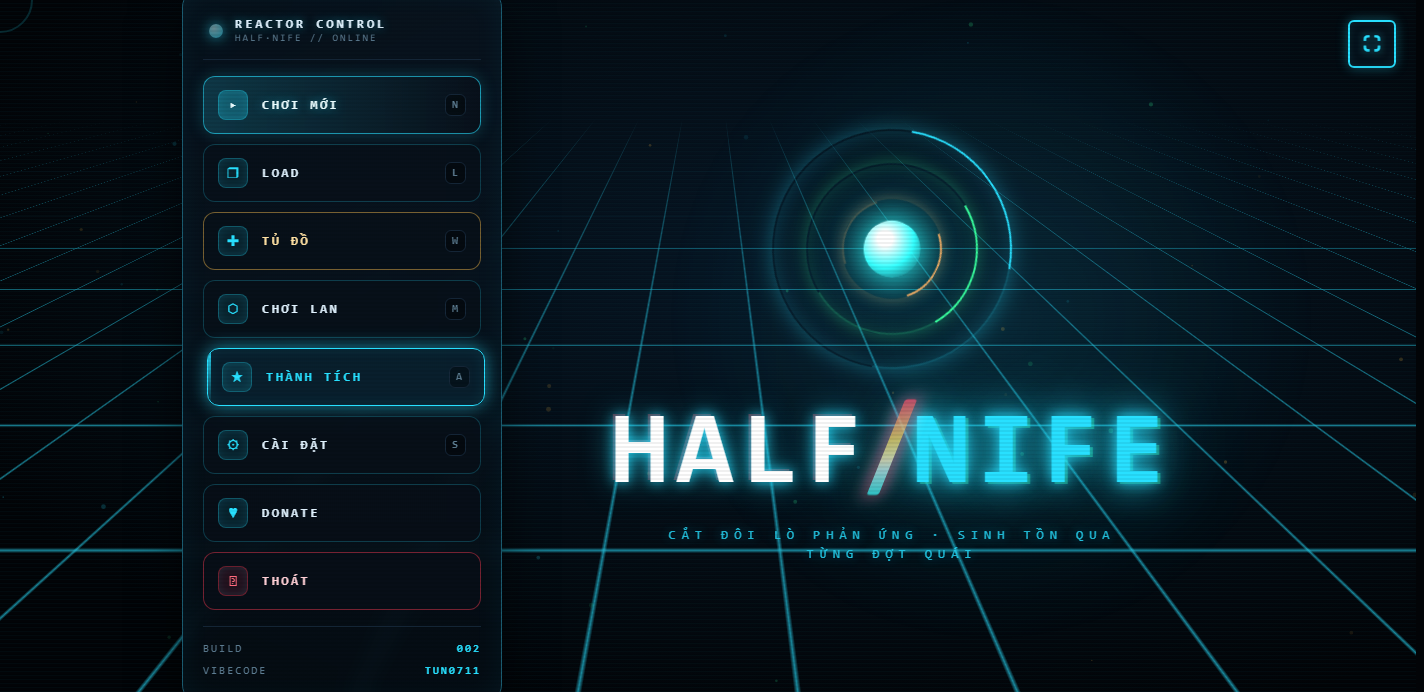 REACTOR CONTROL
HALF-NIFE // ONLINE
CHƠI MỚI N
LOAD L
TỦ ĐỒ W
CHƠI LAN M
THÀNH TÍCH A
CÀI ĐẶT S
DONATE
THOÁT
BUILD 002
VIBECODE TUN0711
HALF/NIFE
CẮT ĐÔI LÒ PHẢN ỨNG · SINH TỒN QUA
TỪNG ĐỢT QUÁI